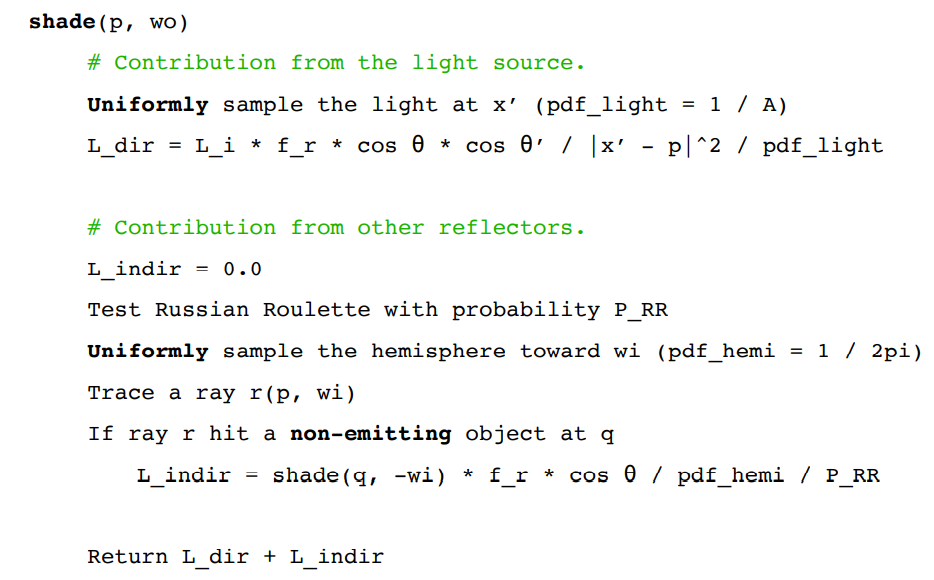 shade(p, wo)
# Contribution from the light source.
Uniformly sample the light at x′ (pdf_light = 1 / A)
L_dir = L_i * f_r * cos θ * cos θ′ / |x′ - p|^2 / pdf_light
# Contribution from other reflectors.
L_indir = 0.0
Test Russian Roulette with probability P_RR
Uniformly sample the hemisphere toward wi (pdf_hemi = 1 / 2pi)
Trace a ray r(p, wi)
If ray r hit a non-emitting object at q
L_indir = shade(q, -wi) * f_r * cos θ / pdf_hemi / P_RR
Return L_dir + L_indir